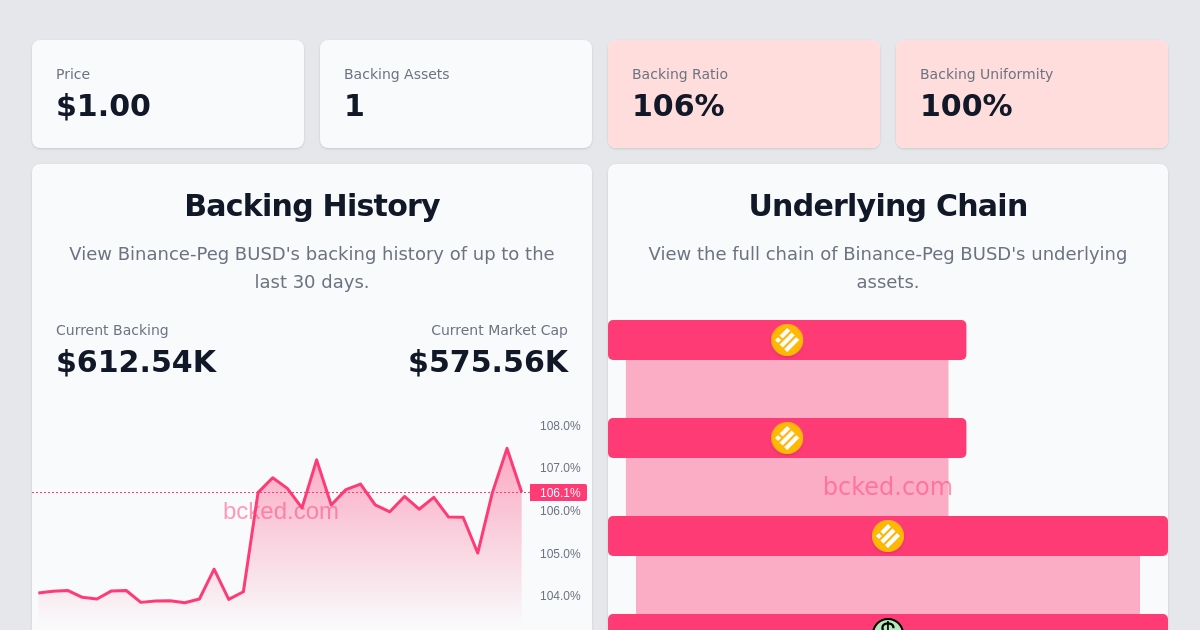 Price
$1.00
Backing Assets
1
Backing Ratio
106%
Backing Uniformity
100%
Backing History
View Binance-Peg BUSD's backing history of up to the
last 30 days.
Current Backing
$612.54K
Current Market Cap
$575.56K
108.0%
107.0%
106.1%
106.0%
105.0%
104.0%
bcked.com
Underlying Chain
View the full chain of Binance-Peg BUSD's underlying
assets.
bcked.com
$